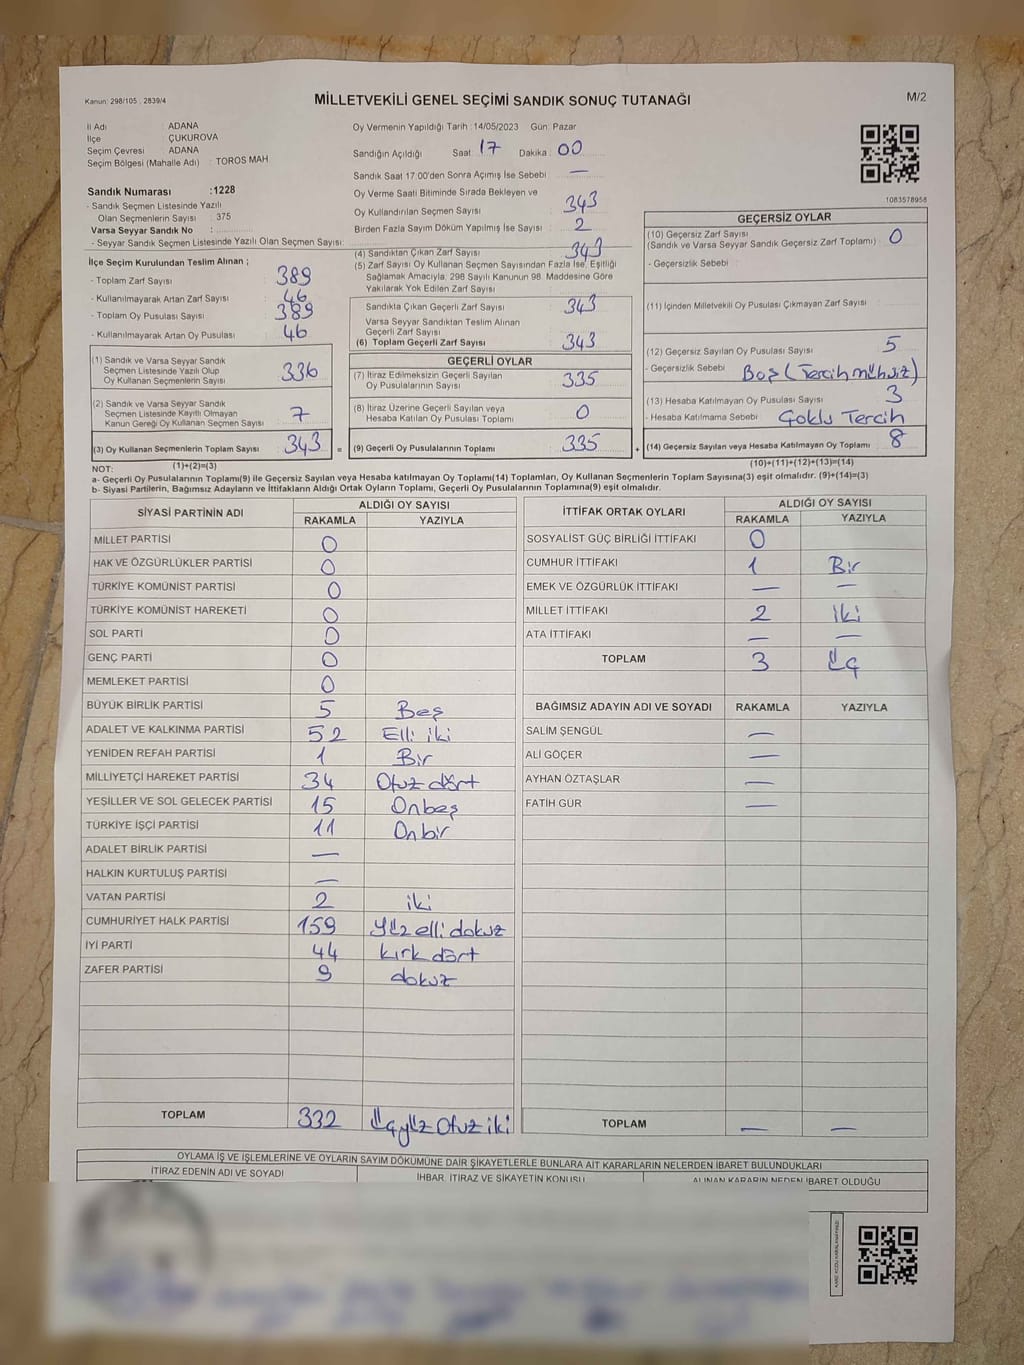 Kanun: 298/105 : 2839/4
MİLLETVEKİLİ GENEL SEÇİMİ SANDIK SONUÇ TUTANAĞI
M/2
İl Adı : ADANA
İlçe : ÇUKUROVA
Seçim Çevresi : ADANA
Seçim Bölgesi (Mahalle Adı) : TOROS MAH
Sandık Numarası :1228
- Sandık Seçmen Listesinde Yazılı
Olan Seçmenlerin Sayısı : 375
Varsa Seyyar Sandık No :
- Seyyar Sandık Seçmen Listesinde Yazılı Olan Seçmen Sayısı:
Oy Vermenin Yapıldığı Tarih :14/05/2023 Gün: Pazar
Sandığın Açıldığı Saat: 17 Dakika : 00
Sandık Saat 17:00'den Sonra Açımış İse Sebebi : —
Oy Verme Saati Bitiminde Sırada Bekleyen ve
Oy Kullandırılan Seçmen Sayısı : 343
Birden Fazla Sayım Döküm Yapılmış İse Sayısı : 2
1083578958
İlçe Seçim Kurulundan Teslim Alınan ;
- Toplam Zarf Sayısı : 389
- Kullanılmayarak Artan Zarf Sayısı : 46
- Toplam Oy Pusulası Sayısı : 389
- Kullanılmayarak Artan Oy Pusulası : 46
(1) Sandık ve Varsa Seyyar Sandık
Seçmen Listesinde Yazılı Olup
Oy Kullanan Seçmenlerin Sayısı : 336
(2) Sandık ve Varsa Seyyar Sandık
Seçmen Listesinde Kayıtlı Olmayan
Kanun Gereği Oy Kullanan Seçmen Sayısı : 7
(3) Oy Kullanan Seçmenlerin Toplam Sayısı : 343 =
(1)+(2)=(3)
(4) Sandıktan Çıkan Zarf Sayısı : 343
(5) Zarf Sayısı Oy Kullanan Seçmen Sayısından Fazla İse, Eşitliği
Sağlamak Amacıyla, 298 Sayılı Kanunun 98. Maddesine Göre
Yakılarak Yok Edilen Zarf Sayısı :
Sandıkta Çıkan Geçerli Zarf Sayısı : 343
Varsa Seyyar Sandıktan Teslim Alınan
Geçerli Zarf Sayısı :
(6) Toplam Geçerli Zarf Sayısı : 343
GEÇERLİ OYLAR
(7) İtiraz Edilmeksizin Geçerli Sayılan
Oy Pusulalarının Sayısı : 335
(8) İtiraz Üzerine Geçerli Sayılan veya
Hesaba Katılan Oy Pusulası Toplamı : 0
(9) Geçerli Oy Pusulalarının Toplamı : 335 +
GEÇERSİZ OYLAR
(10) Geçersiz Zarf Sayısı
(Sandık ve Varsa Seyyar Sandık Geçersiz Zarf Toplamı) : 0
- Geçersizlik Sebebi :
(11) İçinden Milletvekili Oy Pusulası Çıkmayan Zarf Sayısı :
(12) Geçersiz Sayılan Oy Pusulası Sayısı : 5
- Geçersizlik Sebebi : Boş (Tercih mühsüz)
(13) Hesaba Katılmayan Oy Pusulası Sayısı : 3
- Hesaba Katılmama Sebebi : Çoklu Tercih
(14) Geçersiz Sayılan veya Hesaba Katılmayan Oy Toplamı : 8
(10)+(11)+(12)+(13)=(14)
NOT:
a- Geçerli Oy Pusulalarının Toplamı(9) ile Geçersiz Sayılan veya Hesaba katılmayan Oy Toplamı(14) Toplamları, Oy Kullanan Seçmenlerin Toplam Sayısına(3) eşit olmalıdır. (9)+(14)=(3)
b- Siyasi Partilerin, Bağımsız Adayların ve İttifakların Aldığı Ortak Oyların Toplamı, Geçerli Oy Pusulalarının Toplamına(9) eşit olmalıdır.
SİYASİ PARTİNİN ADI ALDIĞI OY SAYISI
RAKAMLA YAZIYLA
MİLLET PARTİSİ 0
HAK VE ÖZGÜRLÜKLER PARTİSİ 0
TÜRKİYE KOMÜNİST PARTİSİ 0
TÜRKİYE KOMÜNİST HAREKETİ 0
SOL PARTİ 0
GENÇ PARTİ 0
MEMLEKET PARTİSİ 0
BÜYÜK BİRLİK PARTİSİ 5 Beş
ADALET VE KALKINMA PARTİSİ 52 Elli iki
YENİDEN REFAH PARTİSİ 1 Bir
MİLLİYETÇİ HAREKET PARTİSİ 34 Otuz dört
YEŞİLLER VE SOL GELECEK PARTİSİ 15 Onbeş
TÜRKİYE İŞÇİ PARTİSİ 11 Onbir
ADALET BİRLİK PARTİSİ —
HALKIN KURTULUŞ PARTİSİ —
VATAN PARTİSİ 2 iki
CUMHURİYET HALK PARTİSİ 159 Yüz elli dokuz
İYİ PARTİ 44 kırk dört
ZAFER PARTİSİ 9 dokuz
TOPLAM 332 Üçyüz Otuz iki
İTTİFAK ORTAK OYLARI ALDIĞI OY SAYISI
RAKAMLA YAZIYLA
SOSYALİST GÜÇ BİRLİĞİ İTTİFAKI 0
CUMHUR İTTİFAKI 1 Bir
EMEK VE ÖZGÜRLÜK İTTİFAKI — —
MİLLET İTTİFAKI 2 iki
ATA İTTİFAKI — —
TOPLAM 3 Üç
BAĞIMSIZ ADAYIN ADI VE SOYADI RAKAMLA YAZIYLA
SALİM ŞENGÜL —
ALİ GÖÇER —
AYHAN ÖZTAŞLAR —
FATİH GÜR —
TOPLAM — —
OYLAMA İŞ VE İŞLEMLERİNE VE OYLARIN SAYIM DÖKÜMÜNE DAİR ŞİKAYETLERLE BUNLARA AİT KARARLARIN NELERDEN İBARET BULUNDUKLARI
İTİRAZ EDENİN ADI VE SOYADI İHBAR, İTİRAZ VE ŞİKAYETİN KONUSU ALINAN KARARIN NEDEN İBARET OLDUĞU